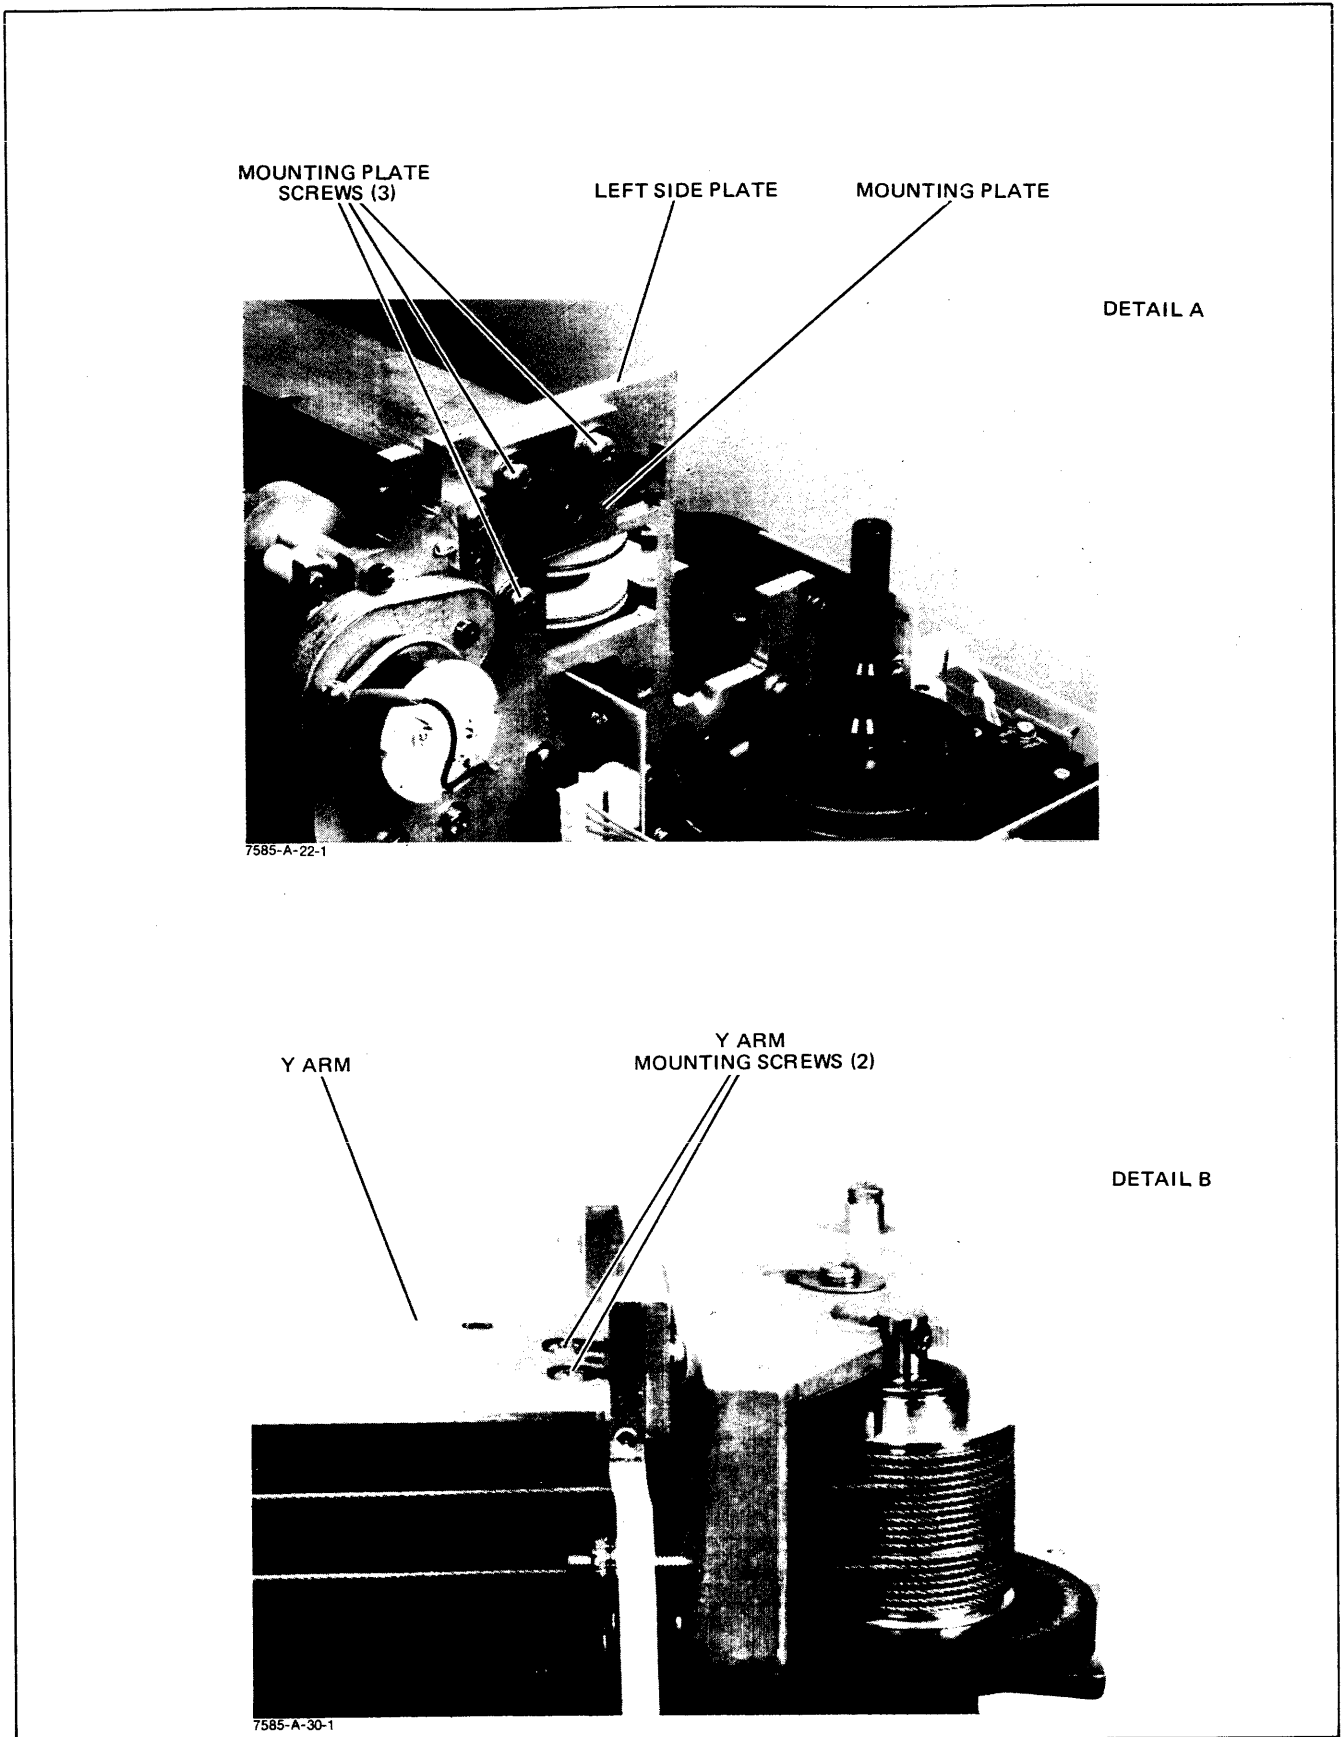 MOUNTING PLATE
SCREWS (3)
LEFT SIDE PLATE
MOUNTING PLATE
DETAIL A
7585-A-22-1
Y ARM
Y ARM
MOUNTING SCREWS (2)
DETAIL B
7585-A-30-1